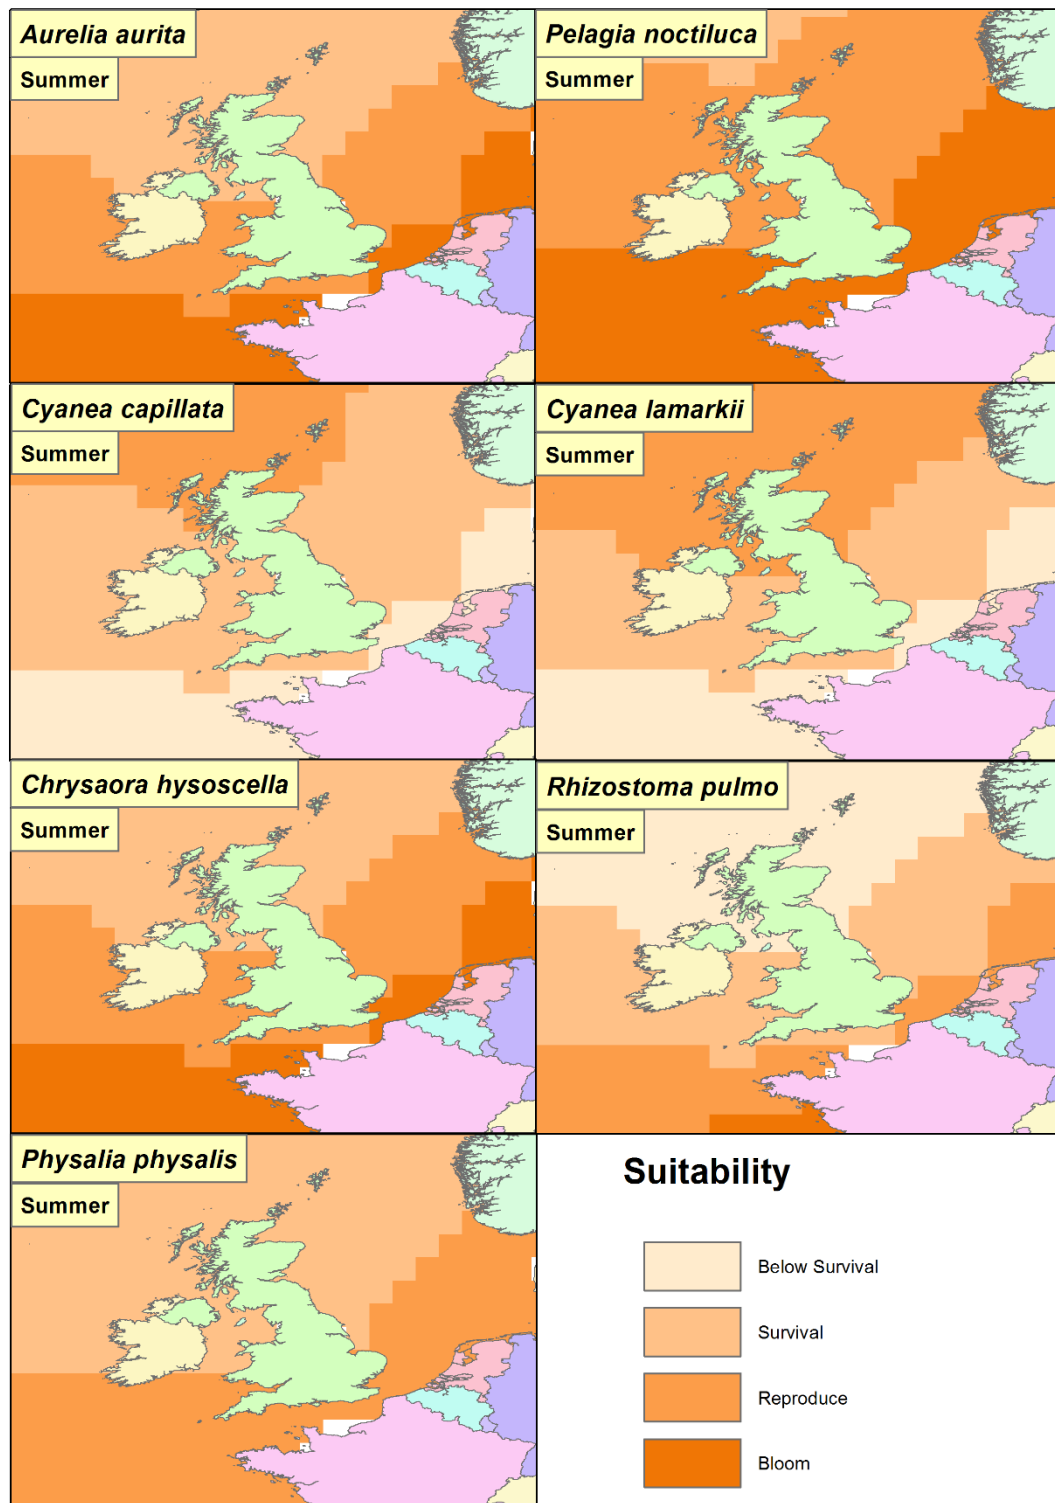 Aurelia aurita
Summer
Pelagia noctiluca
Summer
Cyanea capillata
Summer
Cyanea lamarkii
Summer
Chrysaora hysoscella
Summer
Rhizostoma pulmo
Summer
Physalia physalis
Summer
Suitability
Below Survival
Survival
Reproduce
Bloom